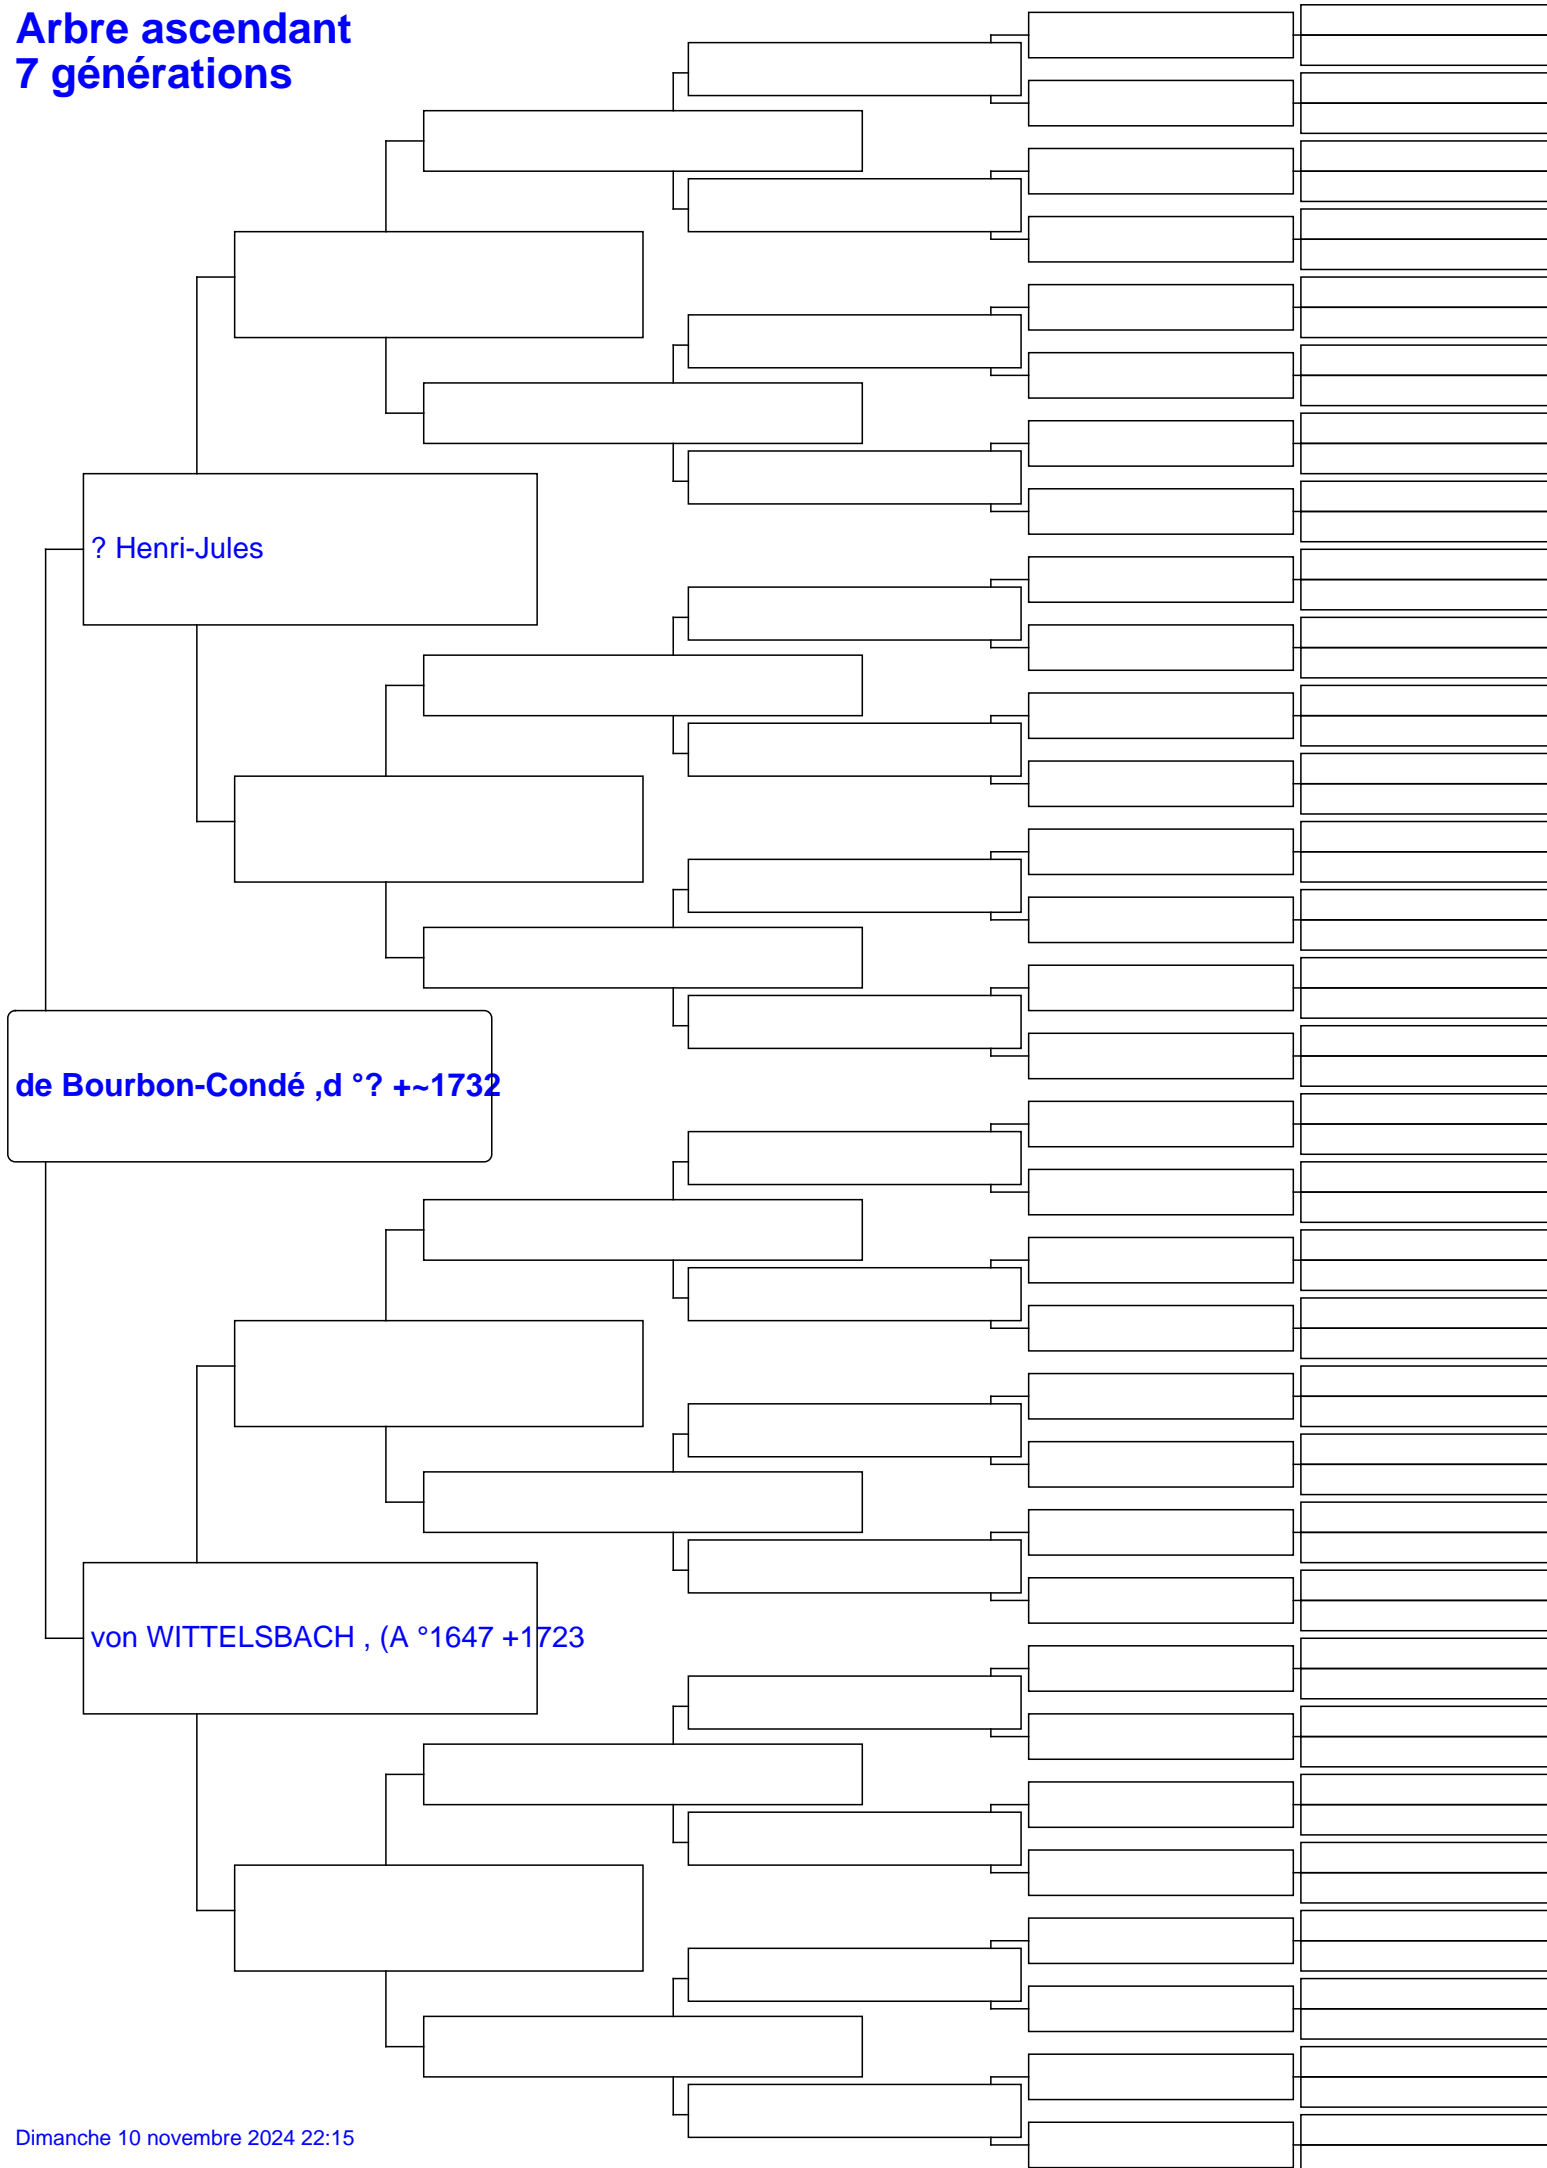 Arbre ascendant
7 générations
? Henri-Jules
de Bourbon-Condé ,d °? +~1732
von WITTELSBACH , (A °1647 +1723
Dimanche 10 novembre 2024 22:15